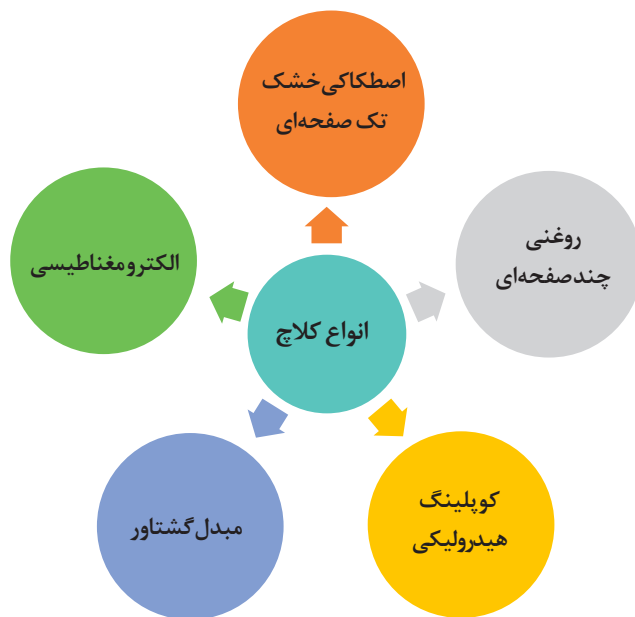 اصطکاکی خشک
تک صفحه‌ای
روغنی
چندصفحه‌ای
الکترومغناطیسی
انواع کلاچ
کوپلینگ
هیدرولیکی
مبدل گشتاور